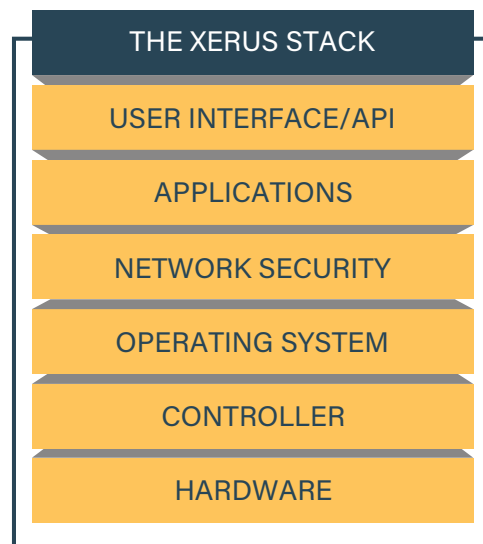 THE XERUS STACK
USER INTERFACE/API
APPLICATIONS
NETWORK SECURITY
OPERATING SYSTEM
CONTROLLER
HARDWARE